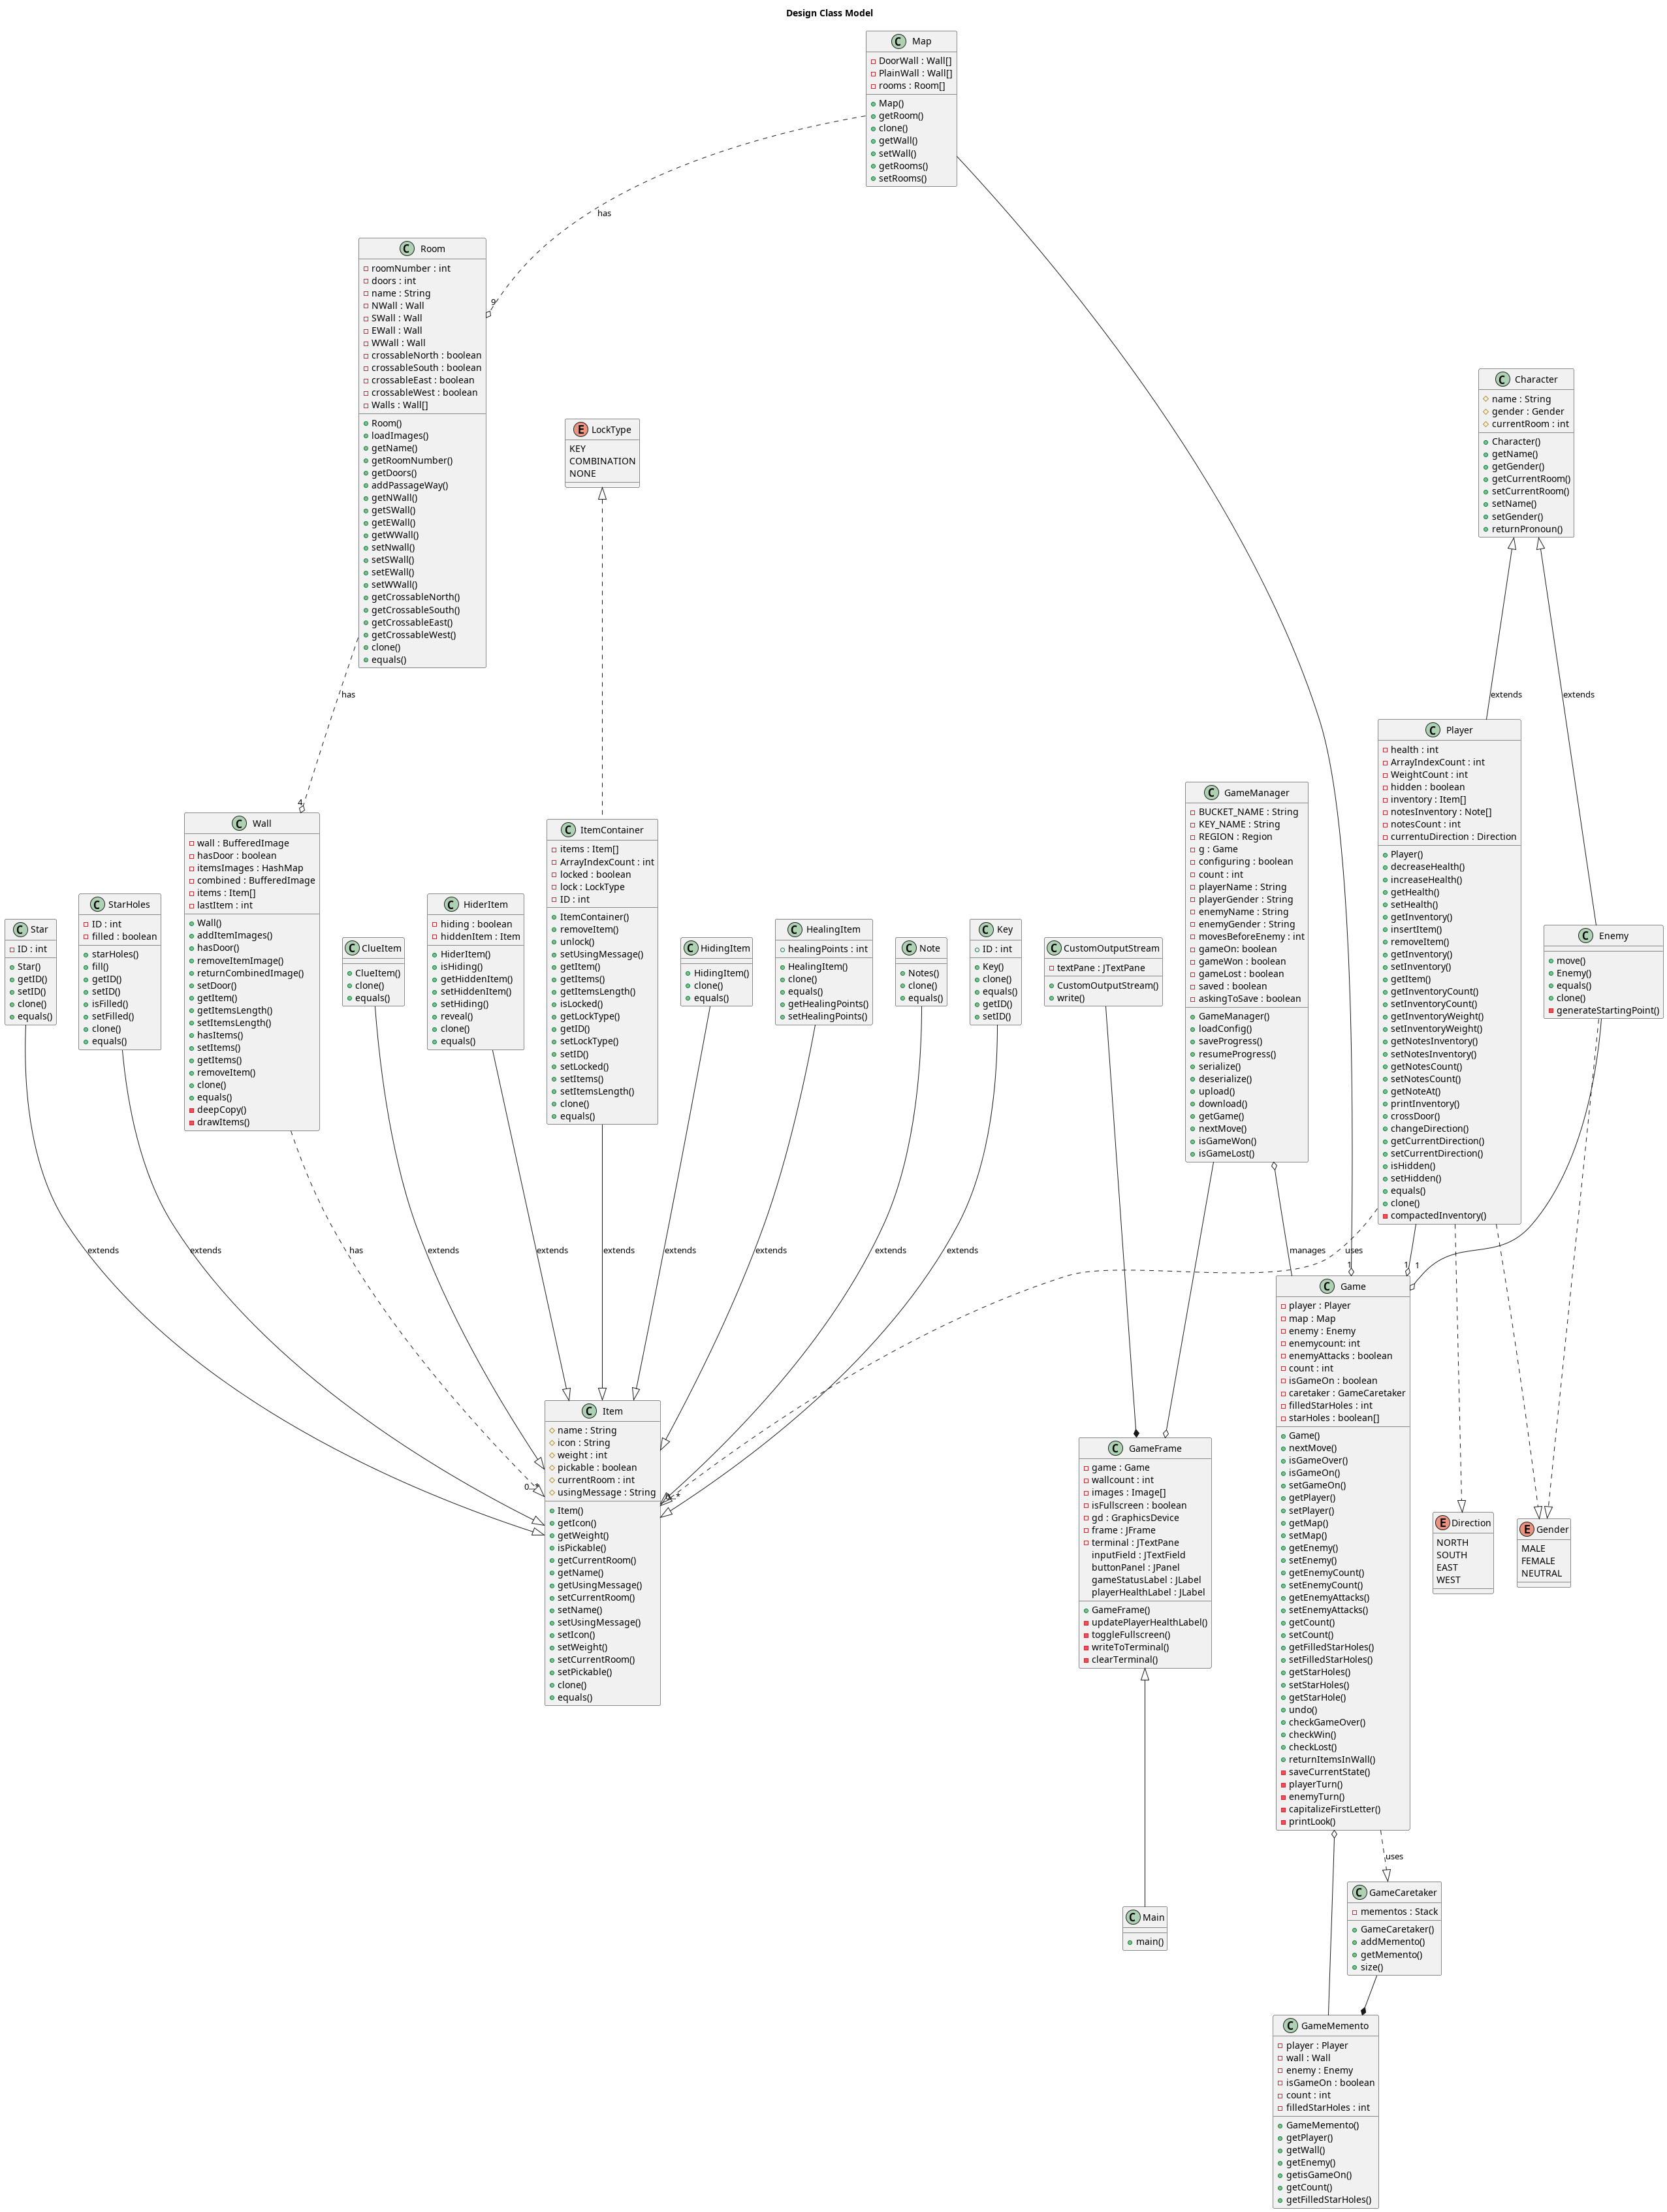 Design Class Model
C Map
DoorWall : Wall[]
PlainWall : Wall[]
rooms : Room[]
Map()
getRoom()
clone()
getWall()
setWall()
getRooms()
setRooms()
has
9
C Room
roomNumber : int
doors : int
name : String
NWall : Wall
SWall : Wall
EWall : Wall
WWall : Wall
crossableNorth : boolean
crossableSouth : boolean
crossableEast : boolean
crossableWest : boolean
Walls : Wall[]
Room()
loadImages()
getName()
getRoomNumber()
getDoors()
addPassageWay()
getNWall()
getSWall()
getEWall()
getWWall()
setNwall()
setSWall()
setEWall()
setWWall()
getCrossableNorth()
getCrossableSouth()
getCrossableEast()
getCrossableWest()
clone()
equals()
has
4
E LockType
KEY
COMBINATION
NONE
C Character
name : String
gender : Gender
currentRoom : int
Character()
getName()
getGender()
getCurrentRoom()
setCurrentRoom()
setName()
setGender()
returnPronoun()
extends
extends
C Star
ID : int
Star()
getID()
setID()
clone()
equals()
extends
C StarHoles
ID : int
filled : boolean
starHoles()
fill()
getID()
setID()
isFilled()
setFilled()
clone()
equals()
extends
C Wall
wall : BufferedImage
hasDoor : boolean
itemsImages : HashMap
combined : BufferedImage
items : Item[]
lastItem : int
Wall()
addItemImages()
hasDoor()
removeItemImage()
returnCombinedImage()
setDoor()
getItem()
getItemsLength()
setItemsLength()
hasItems()
setItems()
getItems()
removeItem()
clone()
equals()
deepCopy()
drawItems()
has
C ClueItem
ClueItem()
clone()
equals()
extends
C HiderItem
hiding : boolean
hiddenItem : Item
HiderItem()
isHiding()
getHiddenItem()
setHiddenItem()
setHiding()
reveal()
clone()
equals()
extends
C ItemContainer
items : Item[]
ArrayIndexCount : int
locked : boolean
lock : LockType
ID : int
ItemContainer()
removeItem()
unlock()
setUsingMessage()
getItem()
getItems()
getItemsLength()
isLocked()
getLockType()
getID()
setLockType()
setID()
setLocked()
setItems()
setItemsLength()
clone()
equals()
extends
C HidingItem
HidingItem()
clone()
equals()
extends
C HealingItem
healingPoints : int
HealingItem()
clone()
equals()
getHealingPoints()
setHealingPoints()
extends
C Note
Notes()
clone()
equals()
extends
C Key
ID : int
Key()
clone()
equals()
getID()
setID()
extends
C CustomOutputStream
textPane : JTextPane
CustomOutputStream()
write()
C GameManager
BUCKET_NAME : String
KEY_NAME : String
REGION : Region
g : Game
configuring : boolean
count : int
playerName : String
playerGender : String
enemyName : String
enemyGender : String
movesBeforeEnemy : int
gameOn: boolean
gameWon : boolean
gameLost : boolean
saved : boolean
askingToSave : boolean
GameManager()
loadConfig()
saveProgress()
resumeProgress()
serialize()
deserialize()
upload()
download()
getGame()
nextMove()
isGameWon()
isGameLost()
manages
C Player
health : int
ArrayIndexCount : int
WeightCount : int
hidden : boolean
inventory : Item[]
notesInventory : Note[]
notesCount : int
currentuDirection : Direction
Player()
decreaseHealth()
increaseHealth()
getHealth()
setHealth()
getInventory()
insertItem()
removeItem()
getInventory()
setInventory()
getItem()
getInventoryCount()
setInventoryCount()
getInventoryWeight()
setInventoryWeight()
getNotesInventory()
setNotesInventory()
getNotesCount()
setNotesCount()
getNoteAt()
printInventory()
crossDoor()
changeDirection()
getCurrentDirection()
setCurrentDirection()
isHidden()
setHidden()
equals()
clone()
compactedInventory()
uses
C Enemy
move()
Enemy()
equals()
clone()
generateStartingPoint()
1
1
1
C Game
player : Player
map : Map
enemy : Enemy
enemycount: int
enemyAttacks : boolean
count : int
isGameOn : boolean
caretaker : GameCaretaker
filledStarHoles : int
starHoles : boolean[]
Game()
nextMove()
isGameOver()
isGameOn()
setGameOn()
getPlayer()
setPlayer()
getMap()
setMap()
getEnemy()
setEnemy()
getEnemyCount()
setEnemyCount()
getEnemyAttacks()
setEnemyAttacks()
getCount()
setCount()
getFilledStarHoles()
setFilledStarHoles()
getStarHoles()
setStarHoles()
getStarHole()
undo()
checkGameOver()
checkWin()
checkLost()
returnItemsInWall()
saveCurrentState()
playerTurn()
enemyTurn()
capitalizeFirstLetter()
printLook()
uses
0..*
C Item
name : String
icon : String
weight : int
pickable : boolean
currentRoom : int
usingMessage : String
Item()
getIcon()
getWeight()
isPickable()
getCurrentRoom()
getName()
getUsingMessage()
setCurrentRoom()
setName()
setUsingMessage()
setIcon()
setWeight()
setCurrentRoom()
setPickable()
clone()
equals()
C GameFrame
game : Game
wallcount : int
images : Image[]
isFullscreen : boolean
gd : GraphicsDevice
frame : JFrame
terminal : JTextPane
inputField : JTextField
buttonPanel : JPanel
gameStatusLabel : JLabel
playerHealthLabel : JLabel
GameFrame()
updatePlayerHealthLabel()
toggleFullscreen()
writeToTerminal()
clearTerminal()
E Direction
NORTH
SOUTH
EAST
WEST
E Gender
MALE
FEMALE
NEUTRAL
C Main
main()
C GameCaretaker
mementos : Stack
GameCaretaker()
addMemento()
getMemento()
size()
C GameMemento
player : Player
wall : Wall
enemy : Enemy
isGameOn : boolean
count : int
filledStarHoles : int
GameMemento()
getPlayer()
getWall()
getEnemy()
getisGameOn()
getCount()
getFilledStarHoles()